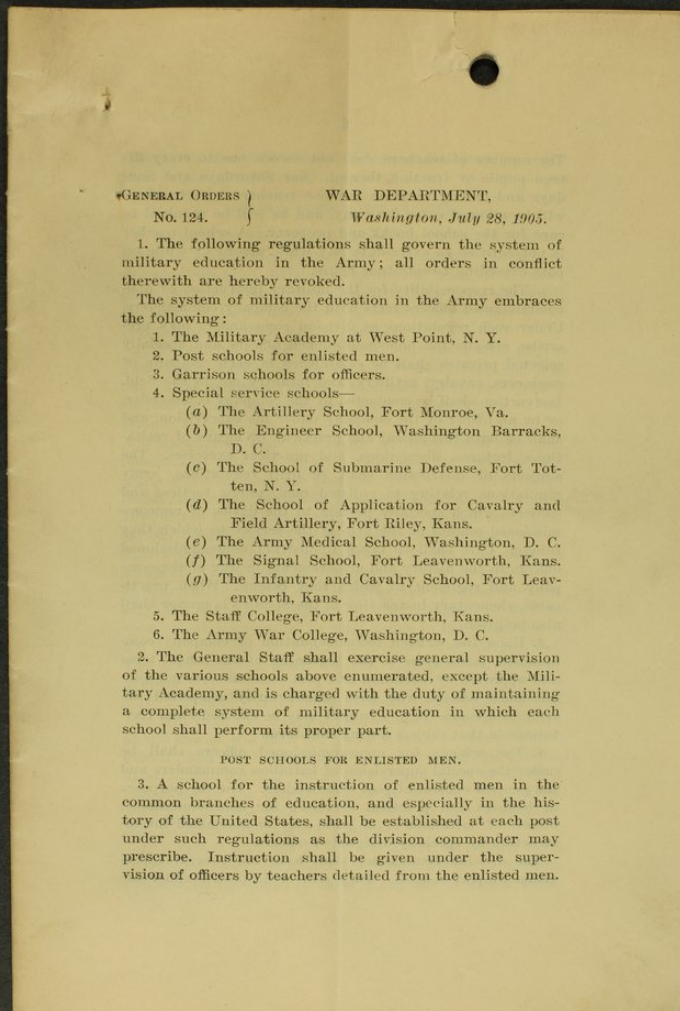 GENERAL ORDERS } WAR DEPARTMENT,
No. 124. Washington, July 28, 1905.
1. The following regulations shall govern the system of
military education in the Army; all orders in conflict
therewith are hereby revoked.
The system of military education in the Army embraces
the following:
1. The Military Academy at West Point, N. Y.
2. Post schools for enlisted men.
3. Garrison schools for officers.
4. Special service schools—
(a) The Artillery School, Fort Monroe, Va.
(b) The Engineer School, Washington Barracks,
D. C.
(c) The School of Submarine Defense, Fort Tot-
ten, N. Y.
(d) The School of Application for Cavalry and
Field Artillery, Fort Riley, Kans.
(e) The Army Medical School, Washington, D. C.
(f) The Signal School, Fort Leavenworth, Kans.
(g) The Infantry and Cavalry School, Fort Leav-
enworth, Kans.
5. The Staff College, Fort Leavenworth, Kans.
6. The Army War College, Washington, D. C.
2. The General Staff shall exercise general supervision
of the various schools above enumerated, except the Mili-
tary Academy, and is charged with the duty of maintaining
a complete system of military education in which each
school shall perform its proper part.
POST SCHOOLS FOR ENLISTED MEN.
3. A school for the instruction of enlisted men in the
common branches of education, and especially in the his-
tory of the United States, shall be established at each post
under such regulations as the division commander may
prescribe. Instruction shall be given under the super-
vision of officers by teachers detailed from the enlisted men.